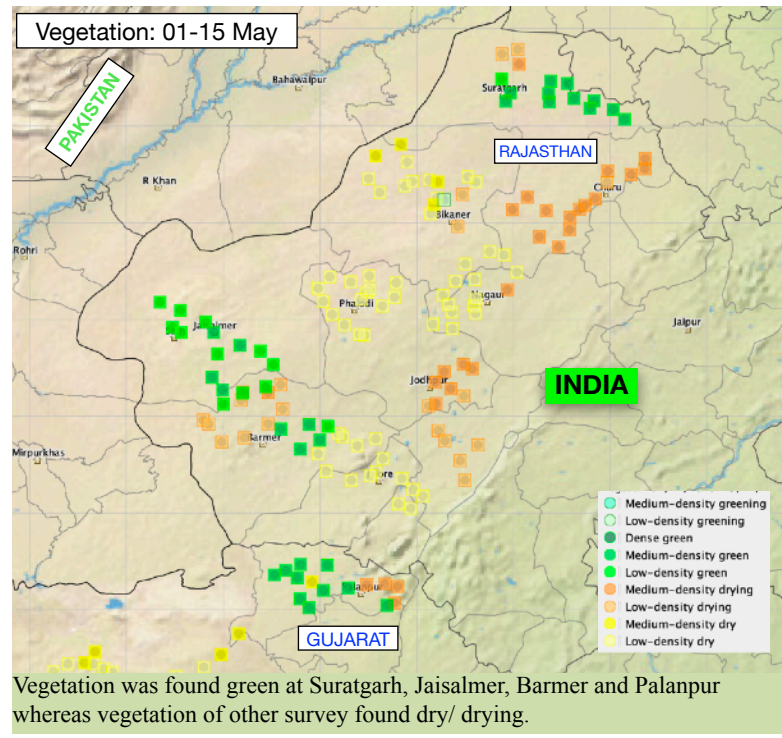 Vegetation: 01-15 May
PAKISTAN
Bahawalpur
Suratgarh
RAJASTHAN
R Khan
Churu
Bikaner
Rohri
Phalodi
Nagaur
Jaisalmer
Jaipur
Jodhpur
INDIA
Barmer
Mirpurkhas
GUJARAT
Medium-density greening
Low-density greening
Dense green
Medium-density green
Low-density green
Medium-density drying
Low-density drying
Medium-density dry
Low-density dry
Vegetation was found green at Suratgarh, Jaisalmer, Barmer and Palanpur
whereas vegetation of other survey found dry/ drying.